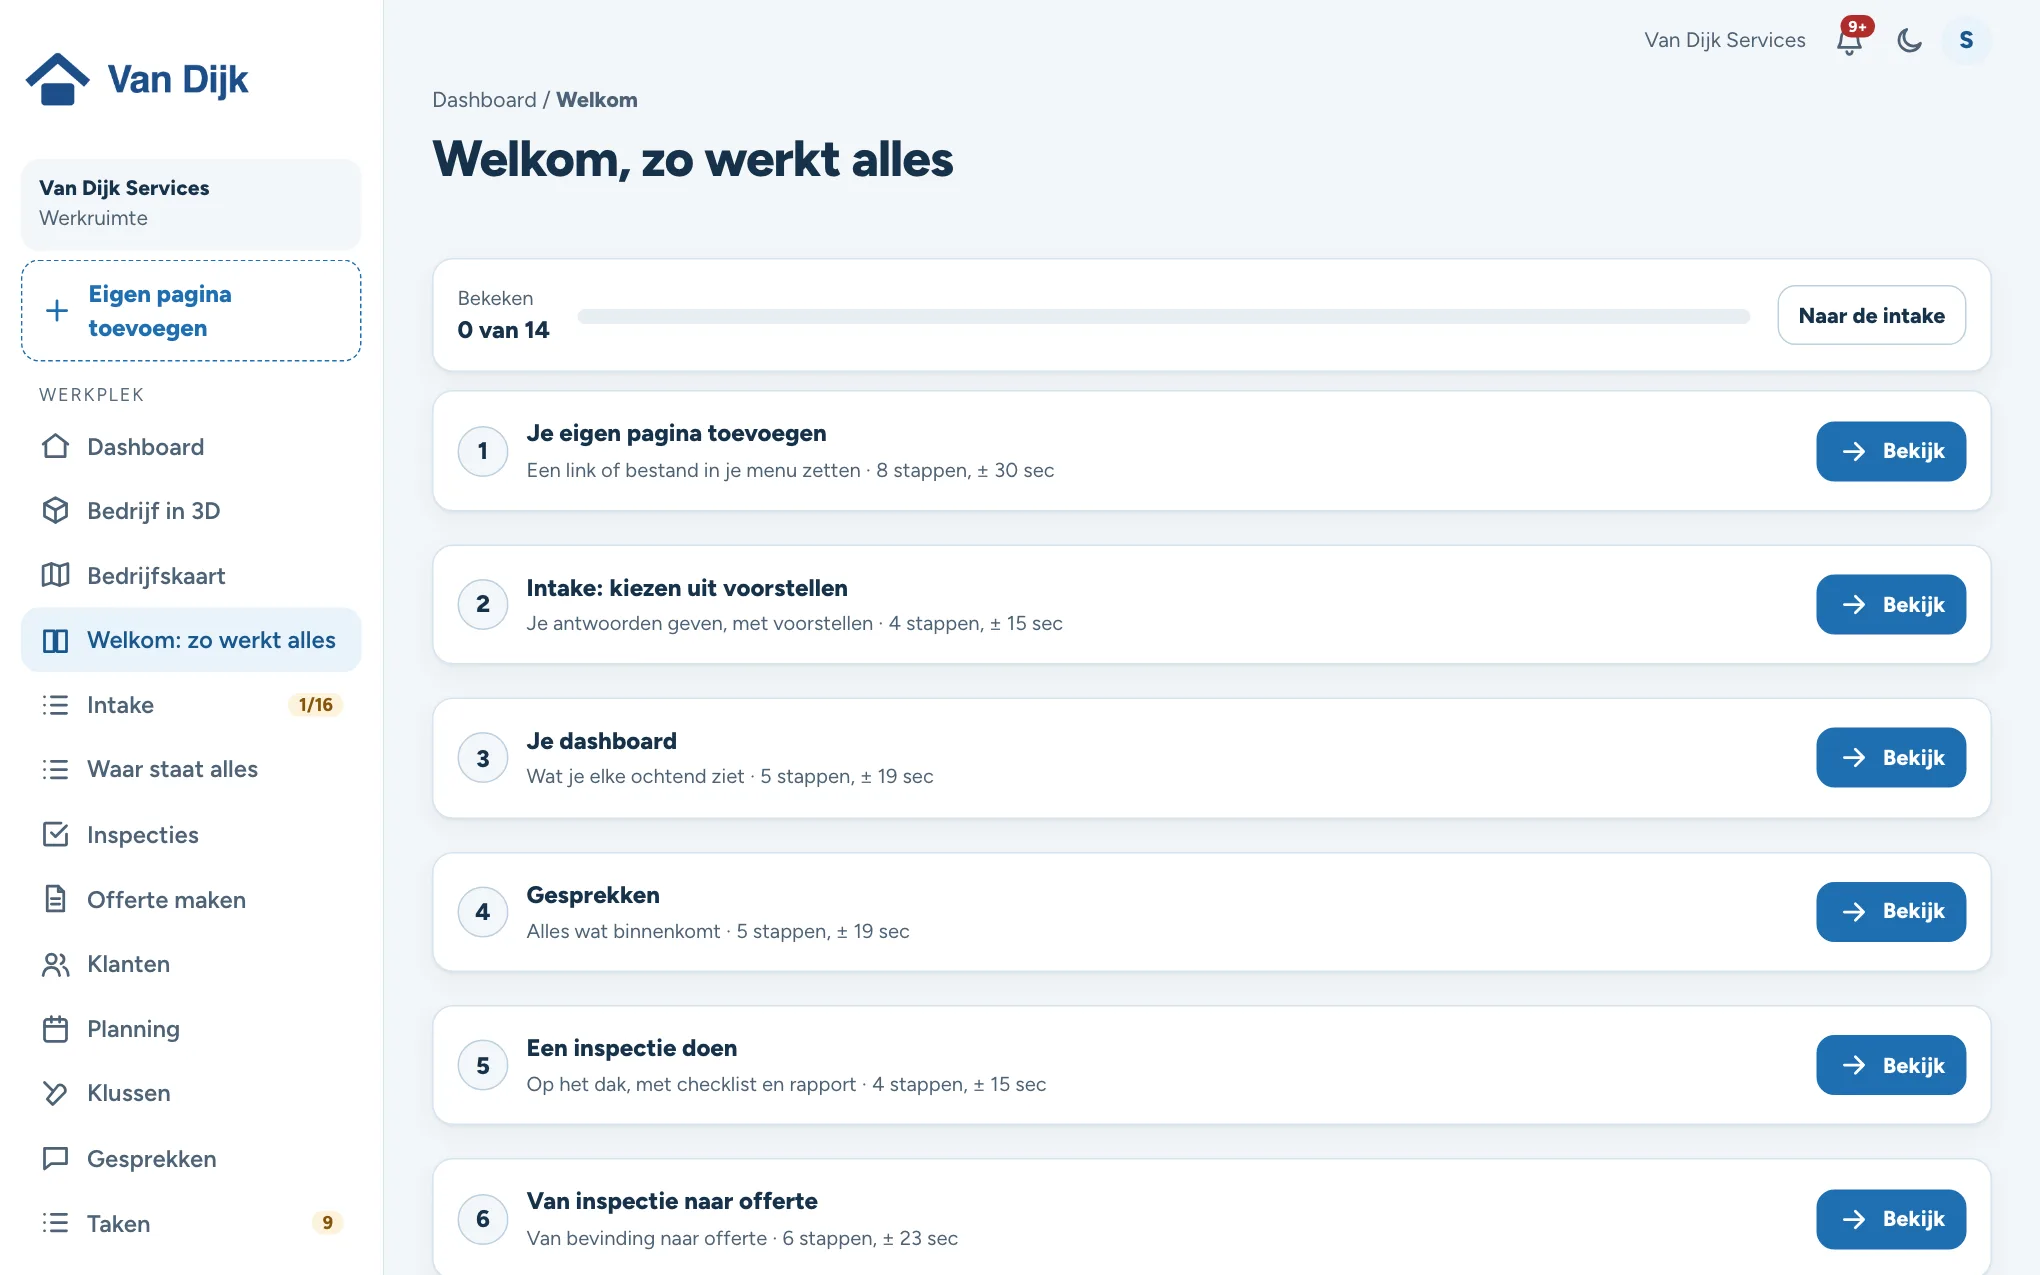 Van Dijk
Van Dijk Services
Werkruimte
Eigen pagina
toevoegen
WERKPLEK
Dashboard
Bedrijf in 3D
Bedrijfskaart
Welkom: zo werkt alles
Intake 1/16
Waar staat alles
Inspecties
Offerte maken
Klanten
Planning
Klussen
Gesprekken
Taken 9
Van Dijk Services 9+ S
Dashboard / Welkom
Welkom, zo werkt alles
Bekeken
0 van 14
Naar de intake
1
Je eigen pagina toevoegen
Een link of bestand in je menu zetten · 8 stappen, ± 30 sec
Bekijk
2
Intake: kiezen uit voorstellen
Je antwoorden geven, met voorstellen · 4 stappen, ± 15 sec
Bekijk
3
Je dashboard
Wat je elke ochtend ziet · 5 stappen, ± 19 sec
Bekijk
4
Gesprekken
Alles wat binnenkomt · 5 stappen, ± 19 sec
Bekijk
5
Een inspectie doen
Op het dak, met checklist en rapport · 4 stappen, ± 15 sec
Bekijk
6
Van inspectie naar offerte
Van bevinding naar offerte · 6 stappen, ± 23 sec
Bekijk